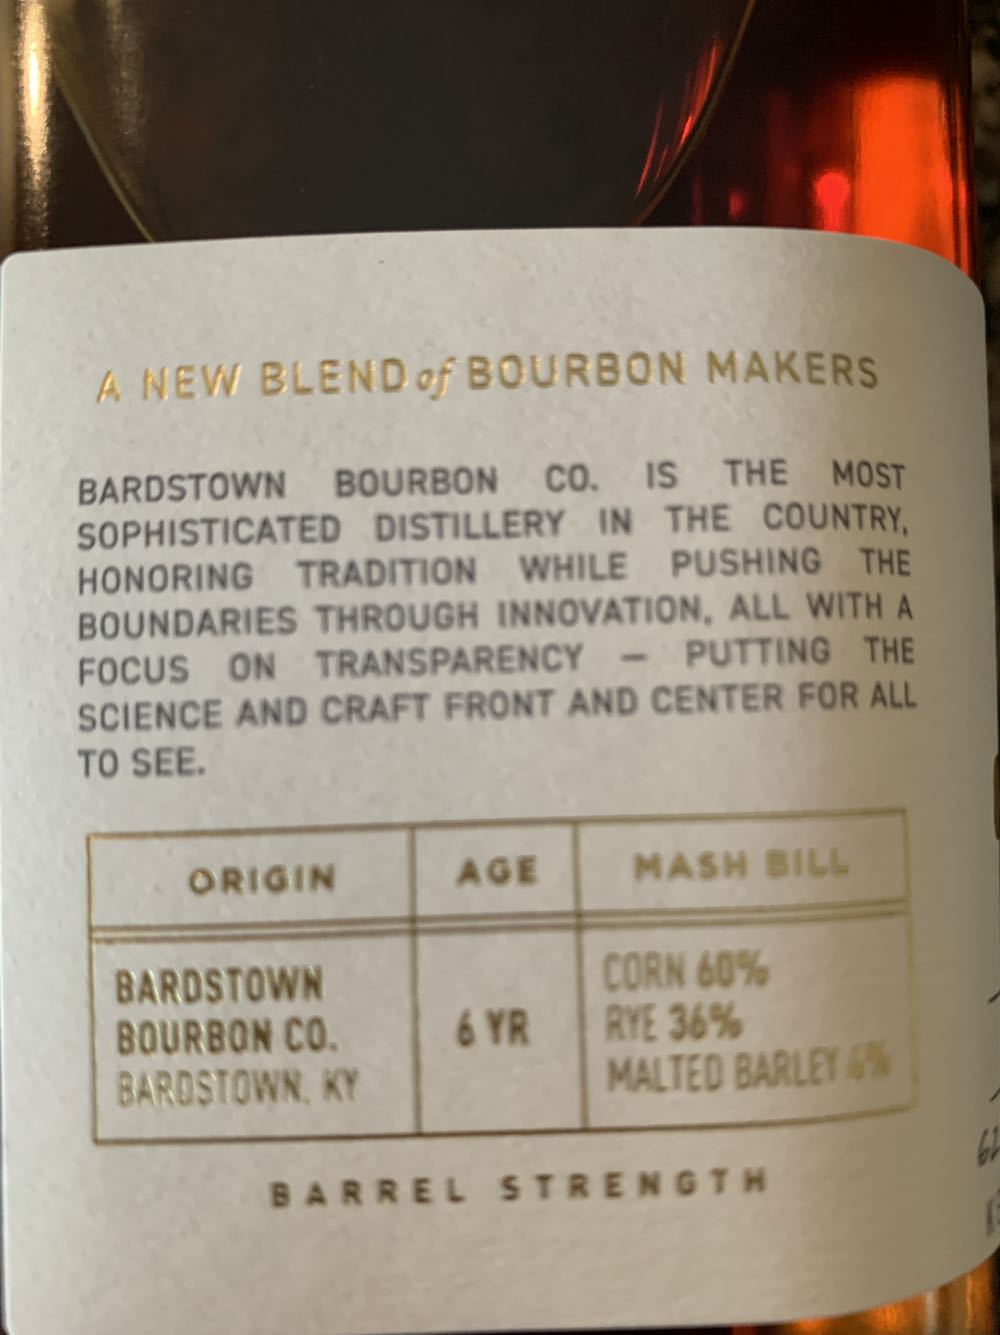 A NEW BLEND of BOURBON MAKERS
BARDSTOWN BOURBON CO. IS THE MOST
SOPHISTICATED DISTILLERY IN THE COUNTRY,
HONORING TRADITION WHILE PUSHING THE
BOUNDARIES THROUGH INNOVATION, ALL WITH A
FOCUS ON TRANSPARENCY — PUTTING THE
SCIENCE AND CRAFT FRONT AND CENTER FOR ALL
TO SEE.
ORIGIN AGE MASH BILL
BARDSTOWN
BOURBON CO.
BARDSTOWN, KY
6 YR
CORN 60%
RYE 36%
MALTED BARLEY
BARREL STRENGTH